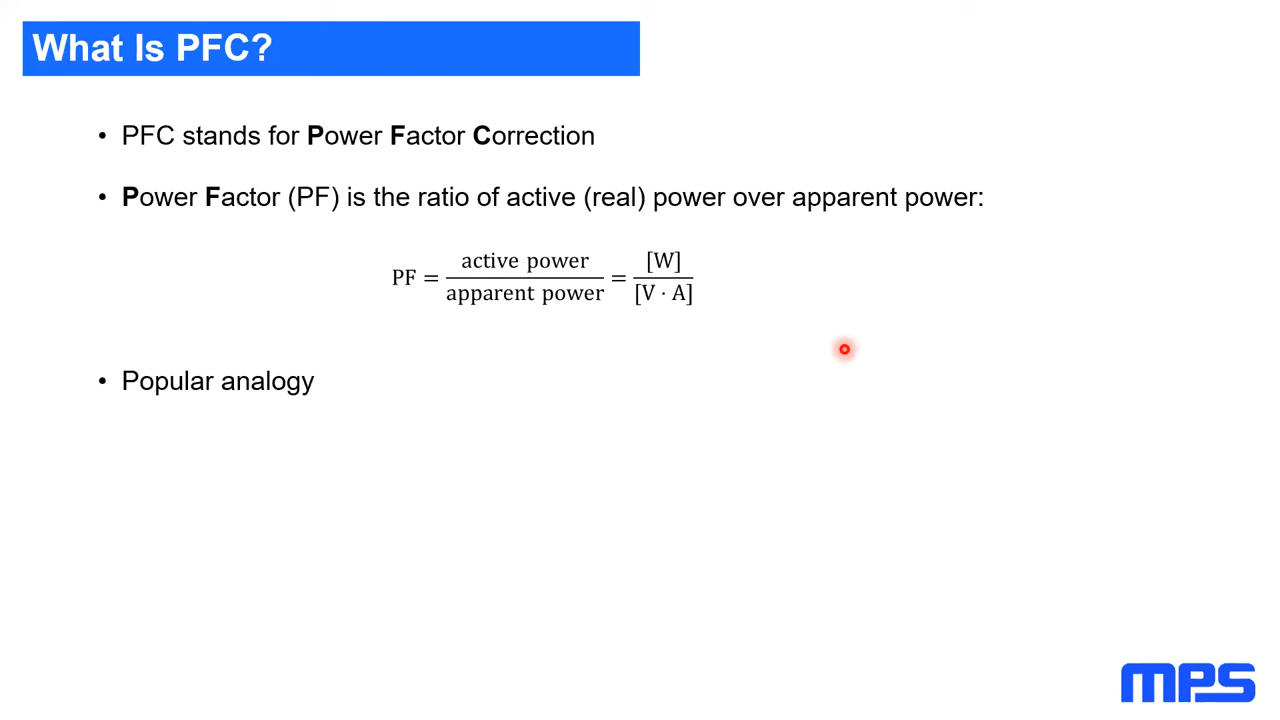 What Is PFC?
• PFC stands for Power Factor Correction
• Power Factor (PF) is the ratio of active (real) power over apparent power:
PF = active power / apparent power = [W] / [V · A]
• Popular analogy
mps